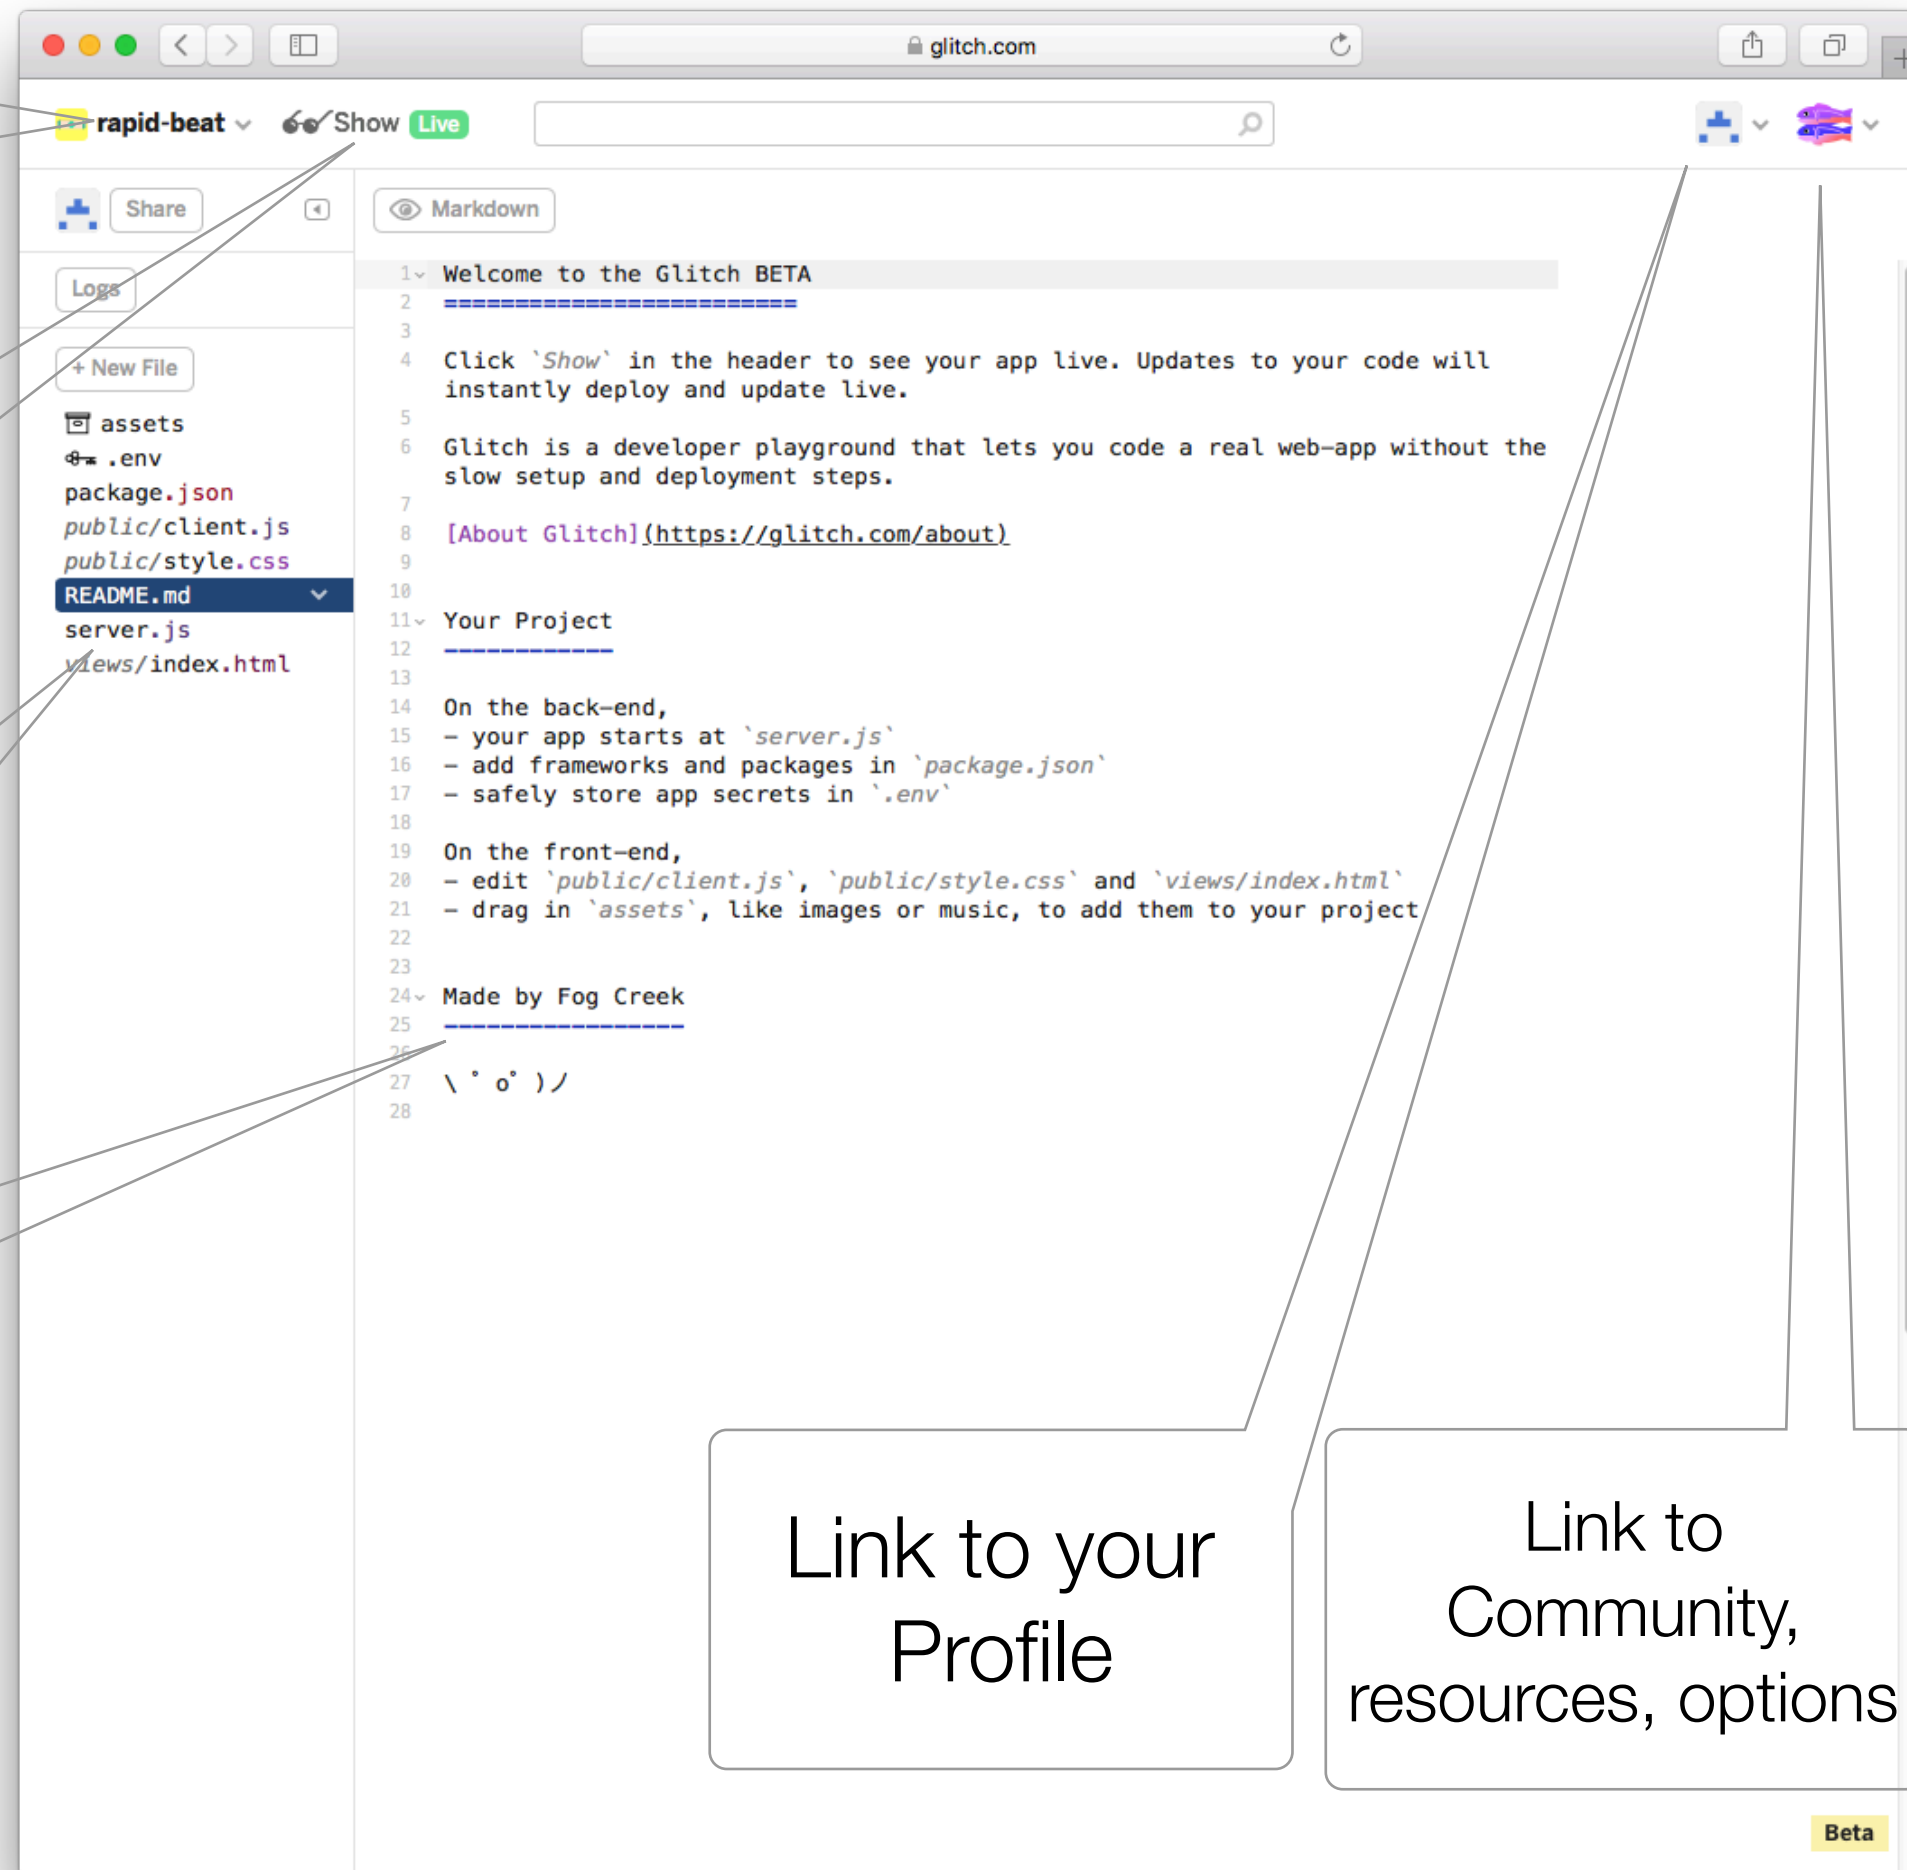 glitch.com
rapid-beat Show Live
Share
Markdown
Logs
+ New File
assets
.env
package.json
public/client.js
public/style.css
README.md
server.js
views/index.html
1 Welcome to the Glitch BETA
2 =========================
3
4 Click `Show` in the header to see your app live. Updates to your code will
instantly deploy and update live.
5
6 Glitch is a developer playground that lets you code a real web-app without the
slow setup and deployment steps.
7
8 [About Glitch](https://glitch.com/about)
9
10
11 Your Project
12 ------------
13
14 On the back-end,
15 - your app starts at `server.js`
16 - add frameworks and packages in `package.json`
17 - safely store app secrets in `.env`
18
19 On the front-end,
20 - edit `public/client.js`, `public/style.css` and `views/index.html`
21 - drag in `assets`, like images or music, to add them to your project
22
23
24 Made by Fog Creek
25 -----------------
26
27 \ ゜o゜)ノ
28
Link to your
Profile
Link to
Community,
resources, options
Beta